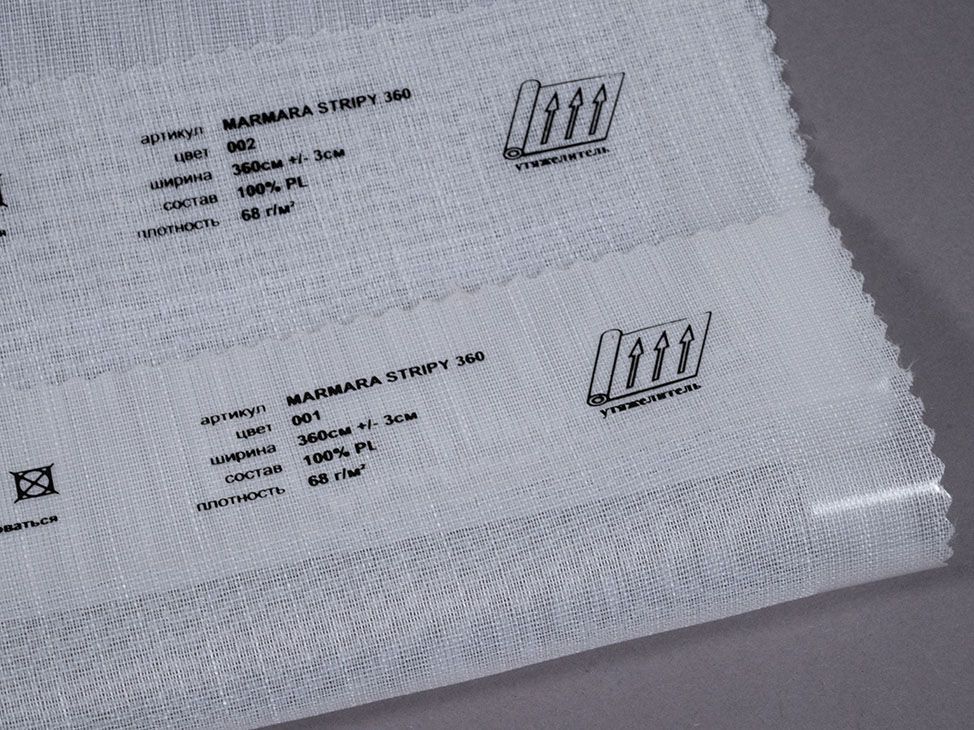 артикул MARMARA STRIPY 360
цвет 002
ширина 360см +/- 3см
состав 100% PL
плотность 68 г/м²
утяжелитель
артикул MARMARA STRIPY 360
цвет 001
ширина 360см +/- 3см
состав 100% PL
плотность 68 г/м²
утяжелитель
оваться